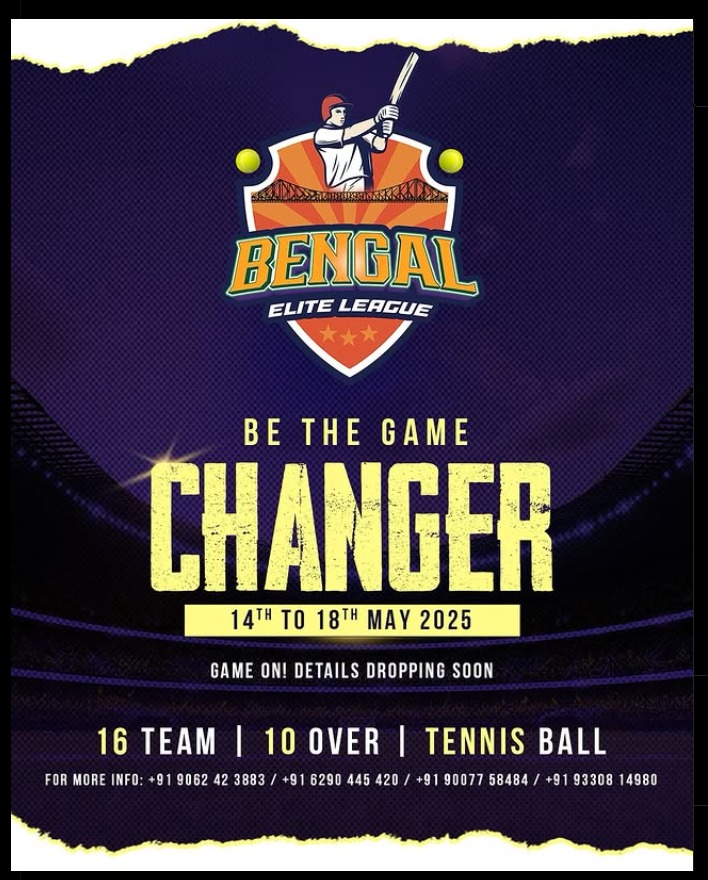 BENGAL
ELITE LEAGUE
BE THE GAME
CHANGER
14TH TO 18TH MAY 2025
GAME ON! DETAILS DROPPING SOON
16 TEAM | 10 OVER | TENNIS BALL
FOR MORE INFO: +91 9062 42 3883 / +91 6290 445 420 / +91 90077 58484 / +91 93308 14980